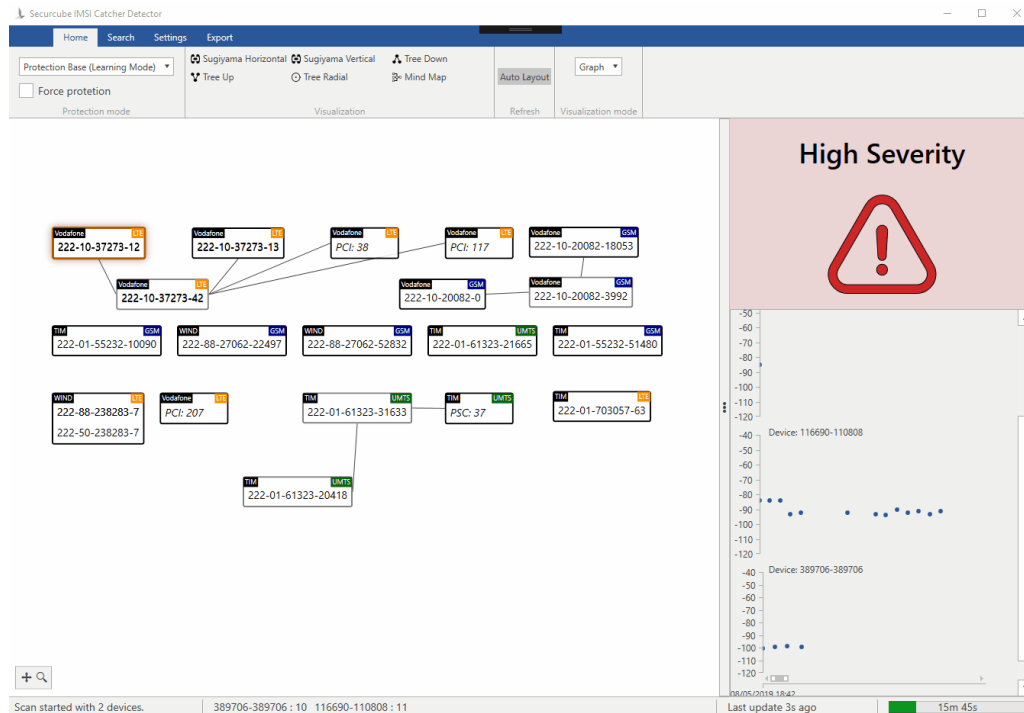 Securcube IMSI Catcher Detector
Home Search Settings Export
Protection Base (Learning Mode)
Force protetion
Protection mode
Sugiyama Horizontal Sugiyama Vertical Tree Down
Tree Up Tree Radial Mind Map
Visualization
Auto Layout
Refresh
Graph
Visualization mode
High Severity
Vodafone LTE
222-10-37273-12
Vodafone LTE
222-10-37273-13
Vodafone LTE
PCI: 38
Vodafone LTE
PCI: 117
Vodafone GSM
222-10-20082-18053
Vodafone LTE
222-10-37273-42
Vodafone GSM
222-10-20082-0
Vodafone GSM
222-10-20082-3992
TIM GSM
222-01-55232-10090
WIND GSM
222-88-27062-22497
WIND GSM
222-88-27062-52832
TIM UMTS
222-01-61323-21665
TIM GSM
222-01-55232-51480
WIND LTE
222-88-238283-7
222-50-238283-7
Vodafone LTE
PCI: 207
TIM UMTS
222-01-61323-31633
TIM UMTS
PSC: 37
TIM LTE
222-01-703057-63
TIM UMTS
222-01-61323-20418
-50
-60
-70
-80
-90
-100
-110
-120
Device: 116690-110808
-40
-50
-60
-70
-80
-90
-100
-110
-120
Device: 389706-389706
-40
-50
-60
-70
-80
-90
-100
-110
-120
08/05/2019 18:42
Scan started with 2 devices. 389706-389706 : 10 116690-110808 : 11 Last update 3s ago 15m 45s